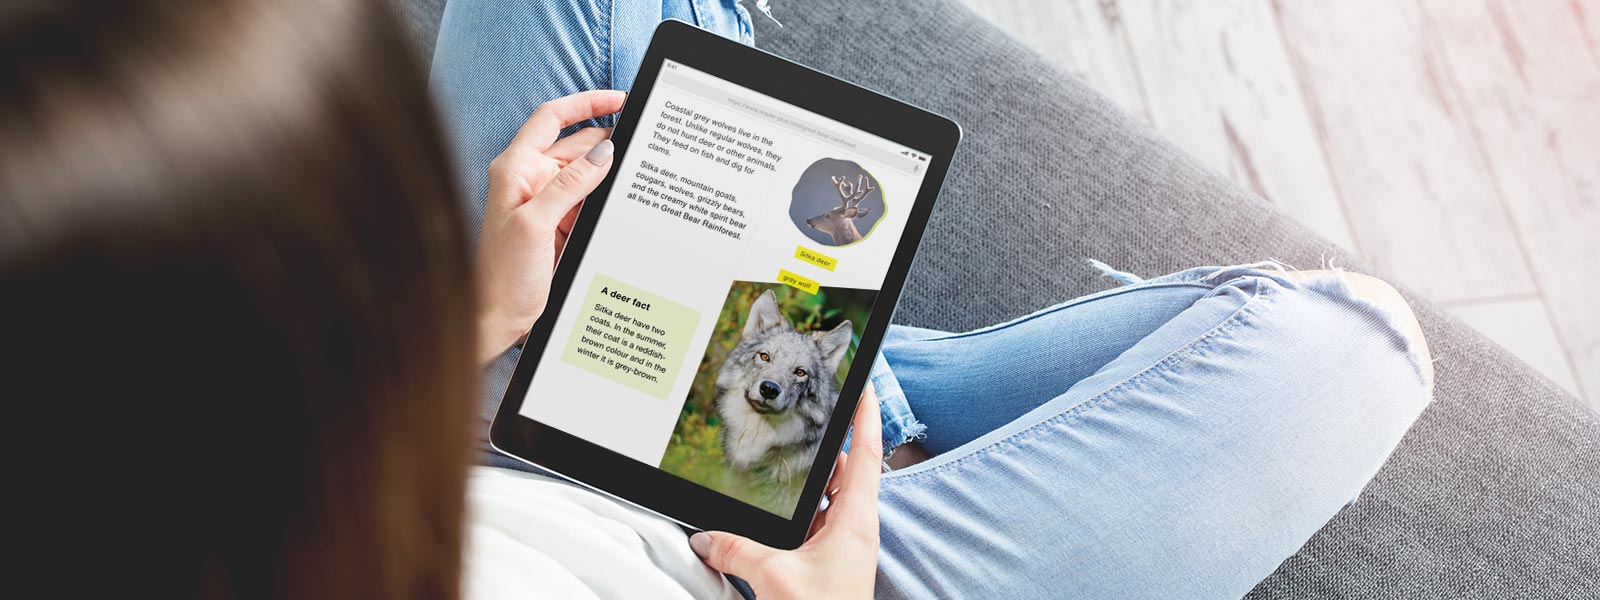 9:41
https://www.reader-plus.html/great-bear-rainforest
Coastal grey wolves live in the
forest. Unlike regular wolves, they
do not hunt deer or other animals.
They feed on fish and dig for
clams.
Sitka deer, mountain goats,
cougars, wolves, grizzly bears,
and the creamy white spirit bear
all live in Great Bear Rainforest.
Sitka deer
grey wolf
A deer fact
Sitka deer have two
coats. In the summer,
their coat is a reddish-
brown colour and in the
winter it is grey-brown.